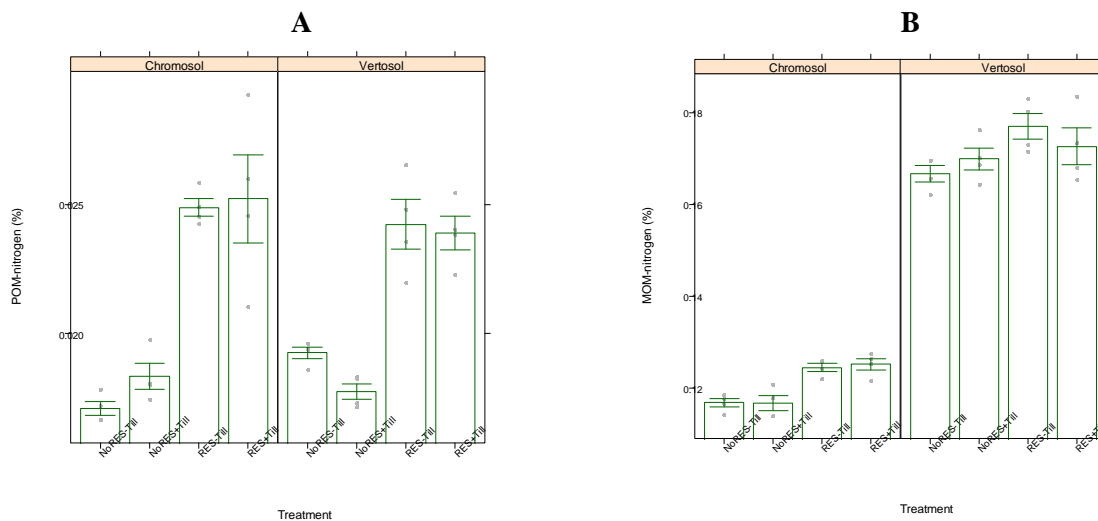 A
Chromosol Vertosol
POM-nitrogen (%)
0.025
0.020
NoRES-Till NoRES+Till RES-Till RES+Till NoRES-Till NoRES+Till RES-Till RES+Till
Treatment
B
Chromosol Vertosol
MOM-nitrogen (%)
0.18
0.16
0.14
0.12
NoRES-Till NoRES+Till RES-Till RES+Till NoRES-Till NoRES+Till RES-Till RES+Till
Treatment